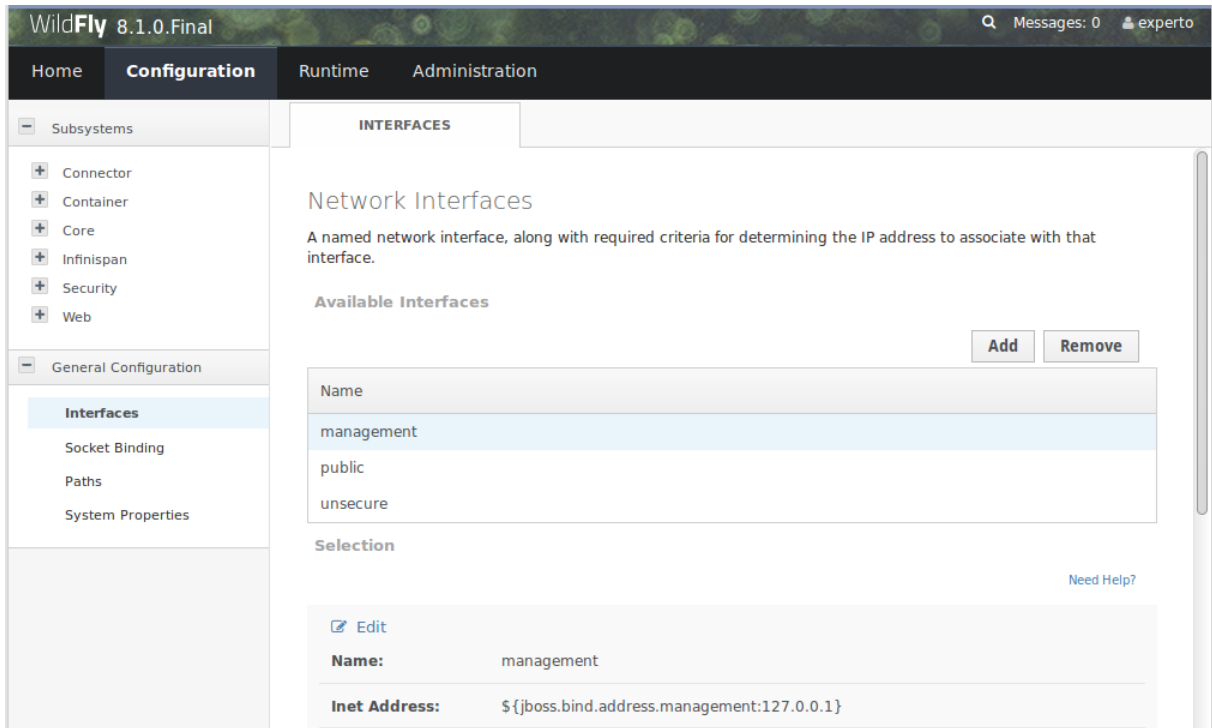 WildFly 8.1.0.Final
Messages: 0 experto
Home Configuration Runtime Administration
Subsystems
Connector
Container
Core
Infinispan
Security
Web
General Configuration
Interfaces
Socket Binding
Paths
System Properties
INTERFACES
Network Interfaces
A named network interface, along with required criteria for determining the IP address to associate with that
interface.
Available Interfaces
Add Remove
Name
management
public
unsecure
Selection
Need Help?
Edit
Name: management
Inet Address: ${jboss.bind.address.management:127.0.0.1}